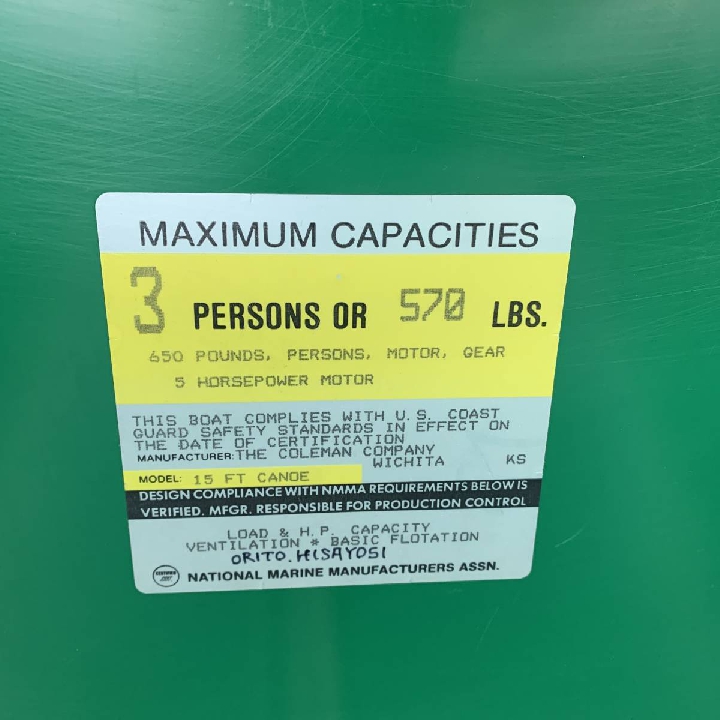 MAXIMUM CAPACITIES
3 PERSONS OR 570 LBS.
650 POUNDS, PERSONS, MOTOR, GEAR
5 HORSEPOWER MOTOR
THIS BOAT COMPLIES WITH U.S. COAST
GUARD SAFETY STANDARDS IN EFFECT ON
THE DATE OF CERTIFICATION
MANUFACTURER: THE COLEMAN COMPANY
WICHITA KS
MODEL: 15 FT CANOE
DESIGN COMPLIANCE WITH NMMA REQUIREMENTS BELOW IS
VERIFIED. MFGR. RESPONSIBLE FOR PRODUCTION CONTROL
LOAD & H.P. CAPACITY
VENTILATION * BASIC FLOTATION
ORITO.HISAYOSI
NATIONAL MARINE MANUFACTURERS ASSN.